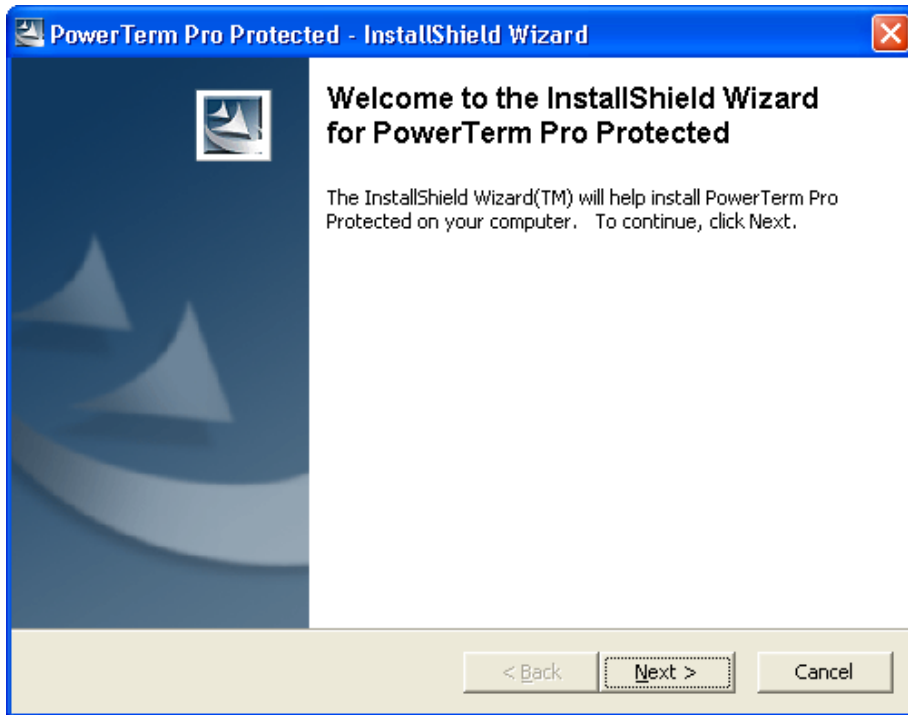 PowerTerm Pro Protected - InstallShield Wizard
Welcome to the InstallShield Wizard
for PowerTerm Pro Protected
The InstallShield Wizard(TM) will help install PowerTerm Pro
Protected on your computer.   To continue, click Next.
< Back
Next >
Cancel